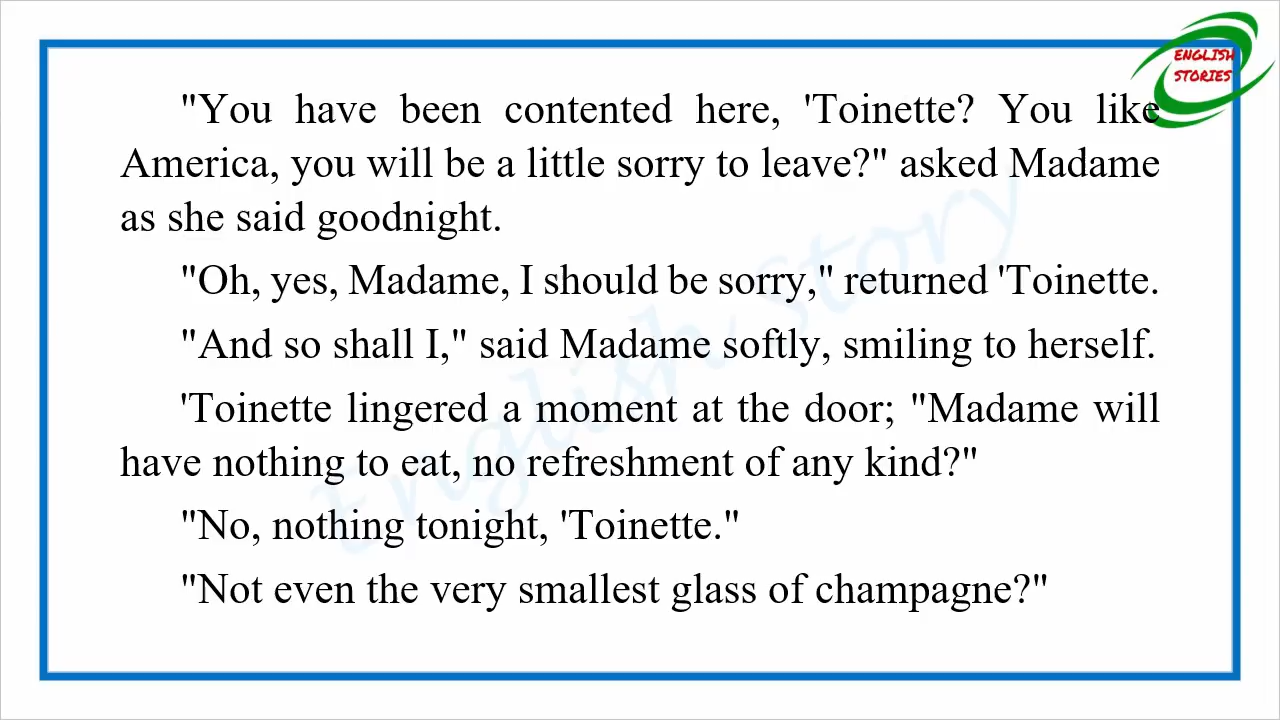 ENGLISH
STORIES
"You have been contented here, 'Toinette? You like
America, you will be a little sorry to leave?" asked Madame
as she said goodnight.
"Oh, yes, Madame, I should be sorry," returned 'Toinette.
"And so shall I," said Madame softly, smiling to herself.
'Toinette lingered a moment at the door; "Madame will
have nothing to eat, no refreshment of any kind?"
"No, nothing tonight, 'Toinette."
"Not even the very smallest glass of champagne?"
English Story